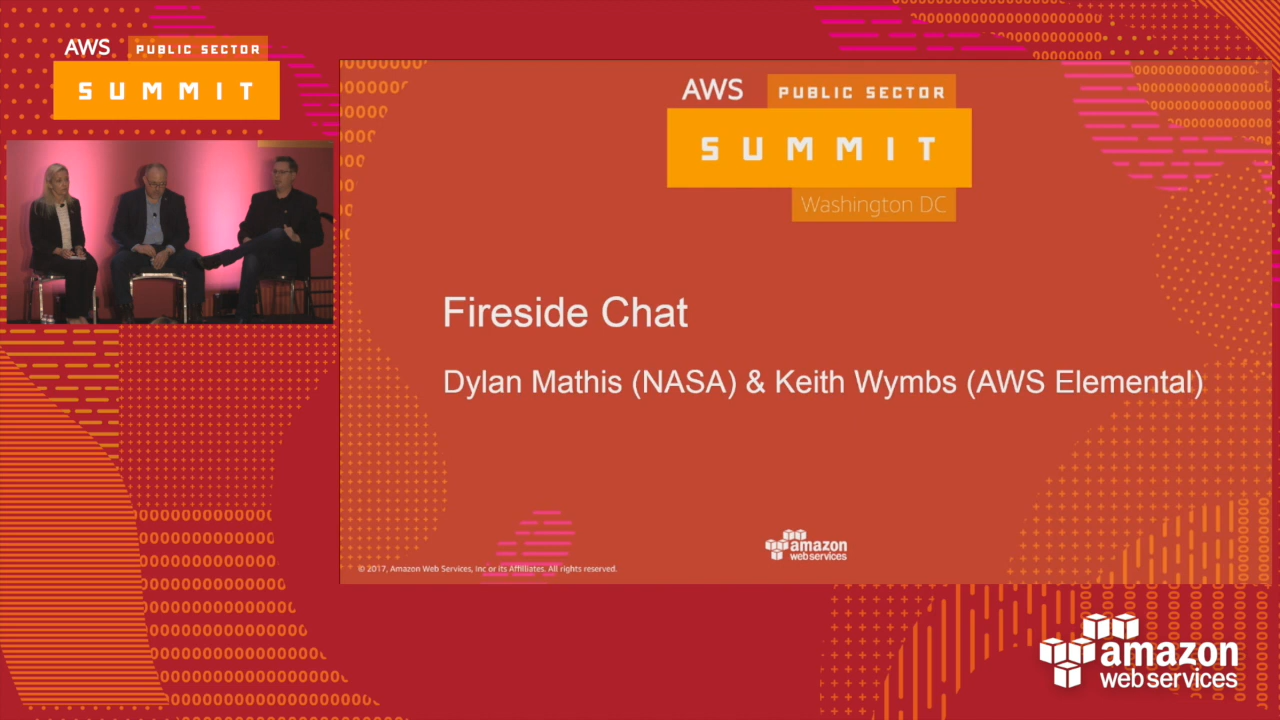 AWS PUBLIC SECTOR
SUMMIT
AWS PUBLIC SECTOR
SUMMIT
Washington DC
Fireside Chat
Dylan Mathis (NASA) & Keith Wymbs (AWS Elemental)
amazon
web services
© 2017, Amazon Web Services, Inc or its Affiliates. All rights reserved.
amazon
web services